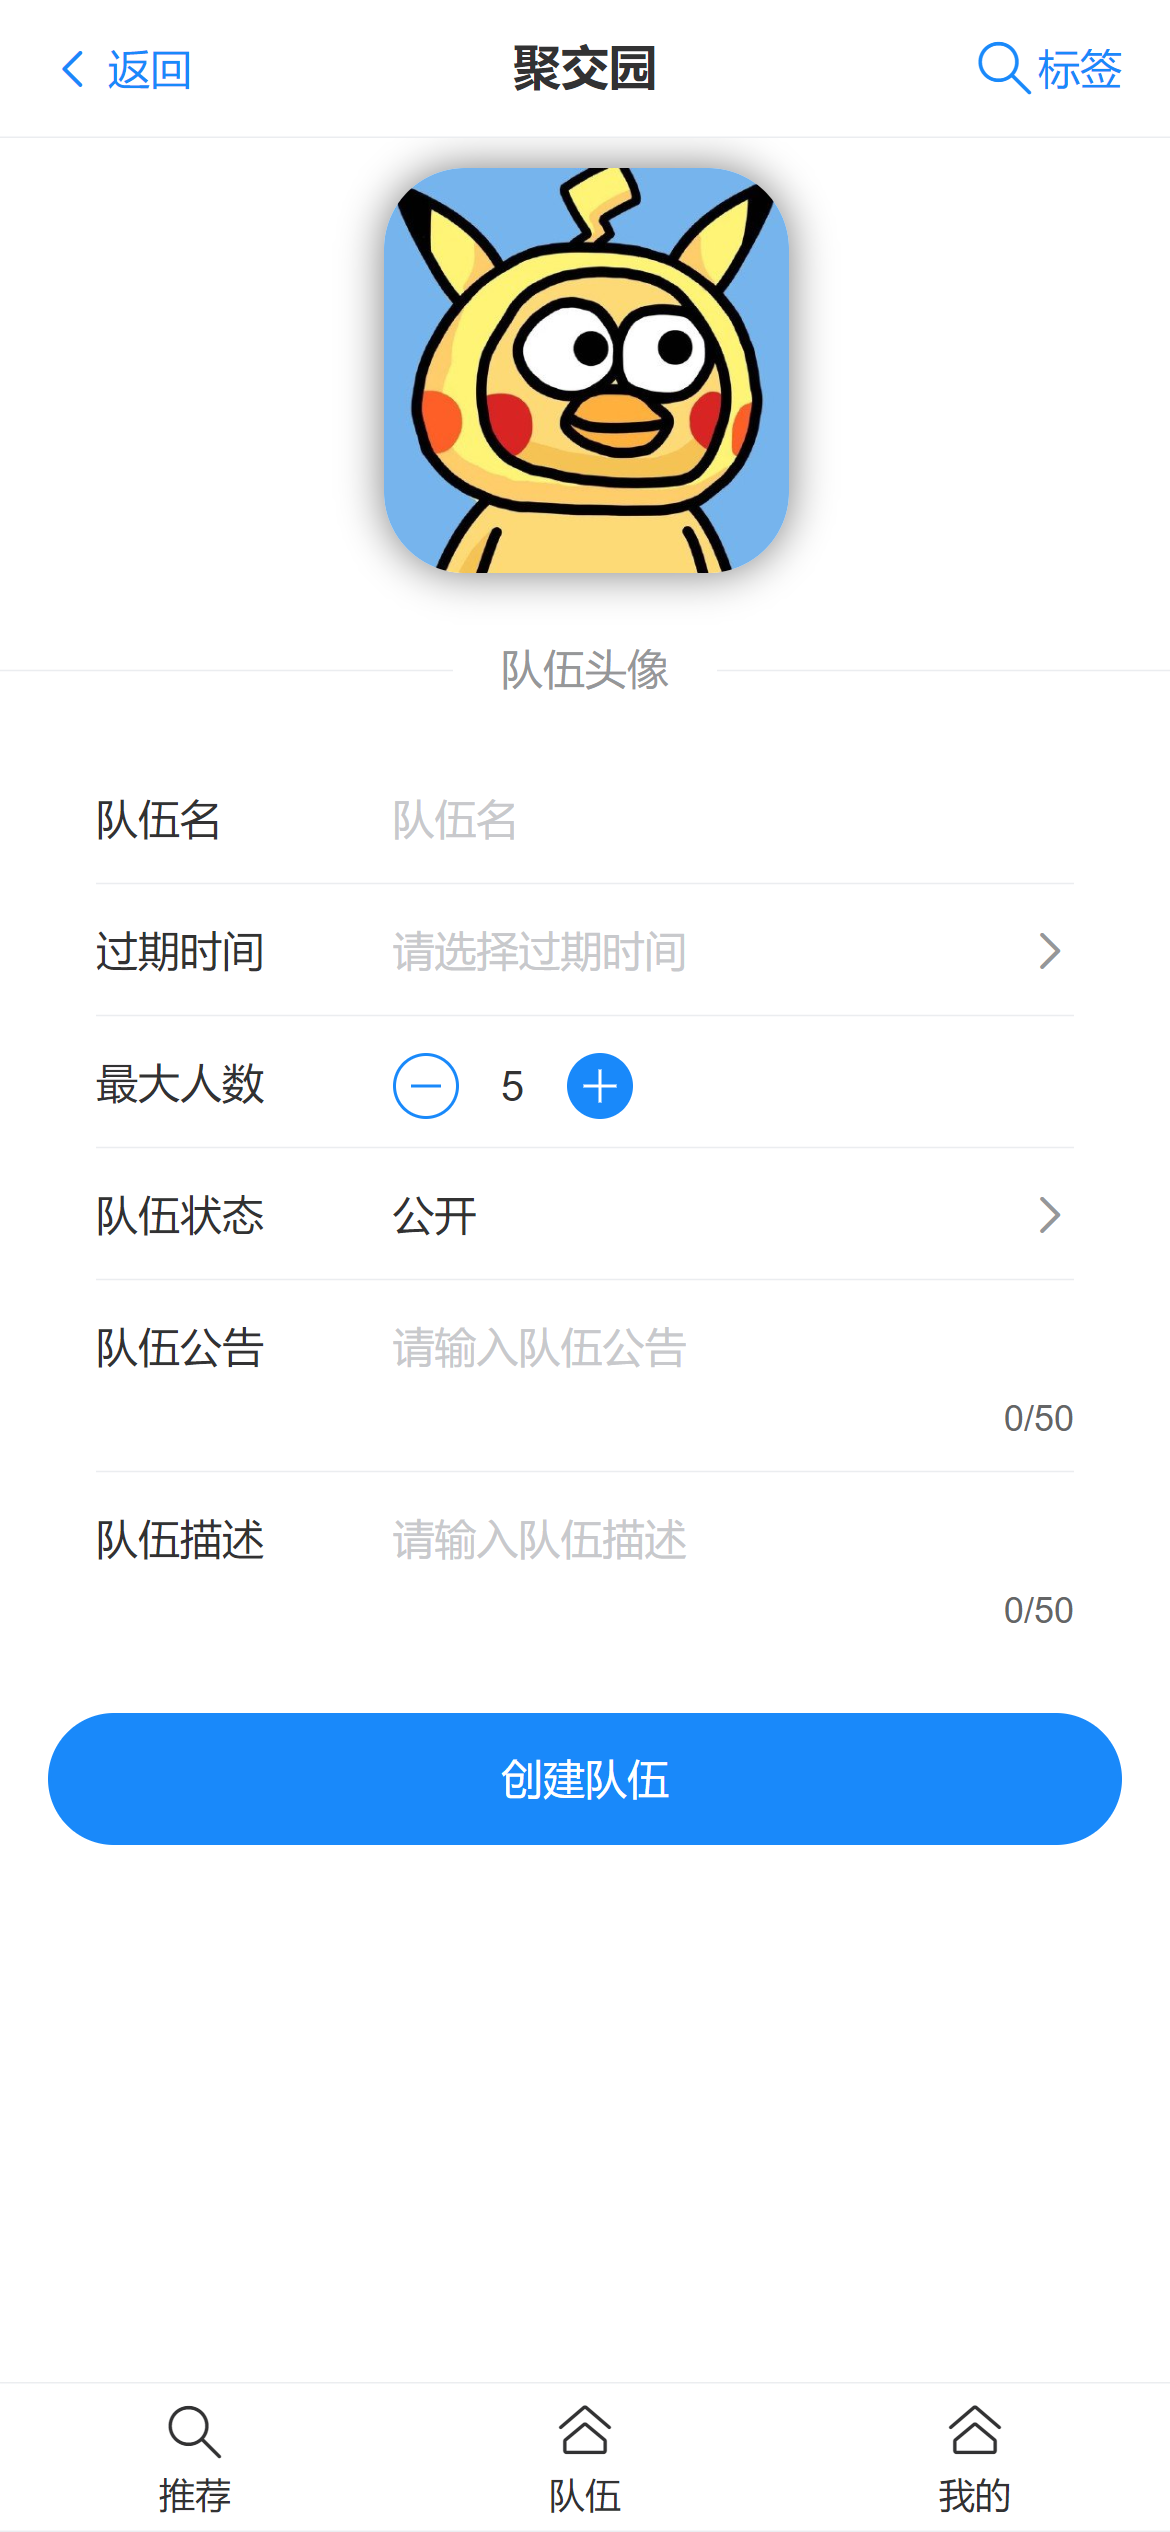 返回 聚交园 标签
队伍头像
队伍名 队伍名
过期时间 请选择过期时间
最大人数 5
队伍状态 公开
队伍公告 请输入队伍公告
0/50
队伍描述 请输入队伍描述
0/50
创建队伍
推荐 队伍 我的